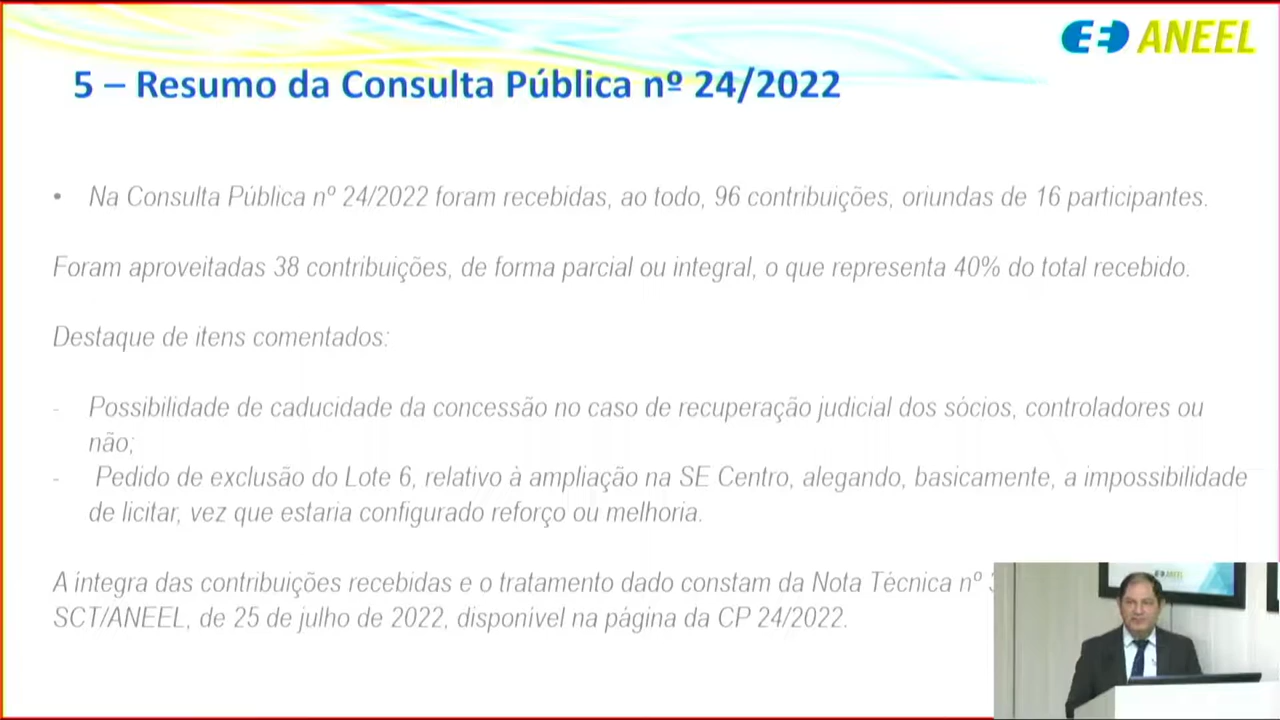 ANEEL
5 – Resumo da Consulta Pública nº 24/2022
• Na Consulta Pública nº 24/2022 foram recebidas, ao todo, 96 contribuições, oriundas de 16 participantes.
Foram aproveitadas 38 contribuições, de forma parcial ou integral, o que representa 40% do total recebido.
Destaque de itens comentados:
- Possibilidade de caducidade da concessão no caso de recuperação judicial dos sócios, controladores ou
não;
- Pedido de exclusão do Lote 6, relativo à ampliação na SE Centro, alegando, basicamente, a impossibilidade
de licitar, vez que estaria configurado reforço ou melhoria.
A íntegra das contribuições recebidas e o tratamento dado constam da Nota Técnica nº
SCT/ANEEL, de 25 de julho de 2022, disponível na página da CP 24/2022.
ANEEL